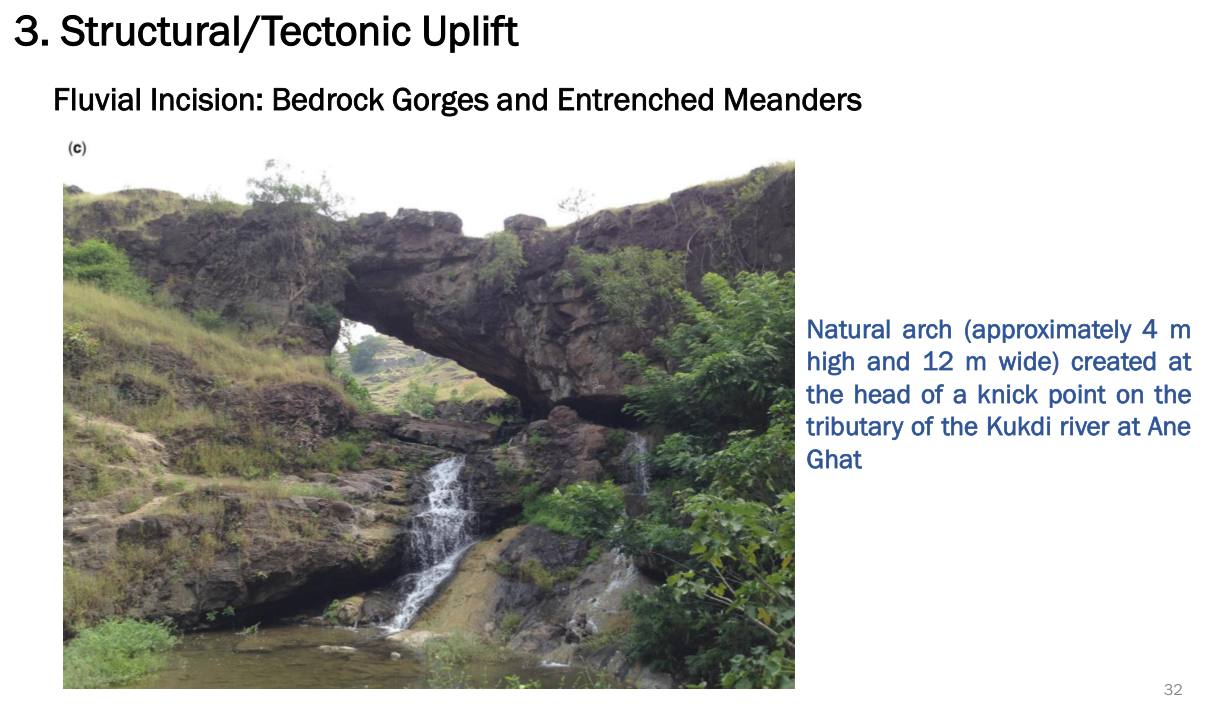 3. Structural/Tectonic Uplift
Fluvial Incision: Bedrock Gorges and Entrenched Meanders
(c)
Natural arch (approximately 4 m
high and 12 m wide) created at
the head of a knick point on the
tributary of the Kukdi river at Ane
Ghat
32